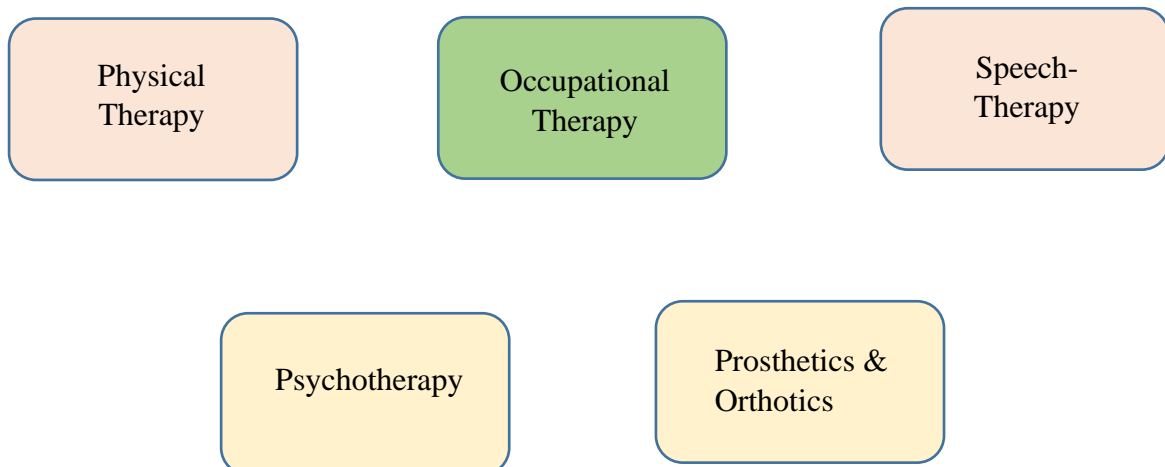 Physical
Therapy
Occupational
Therapy
Speech-
Therapy
Psychotherapy
Prosthetics &
Orthotics